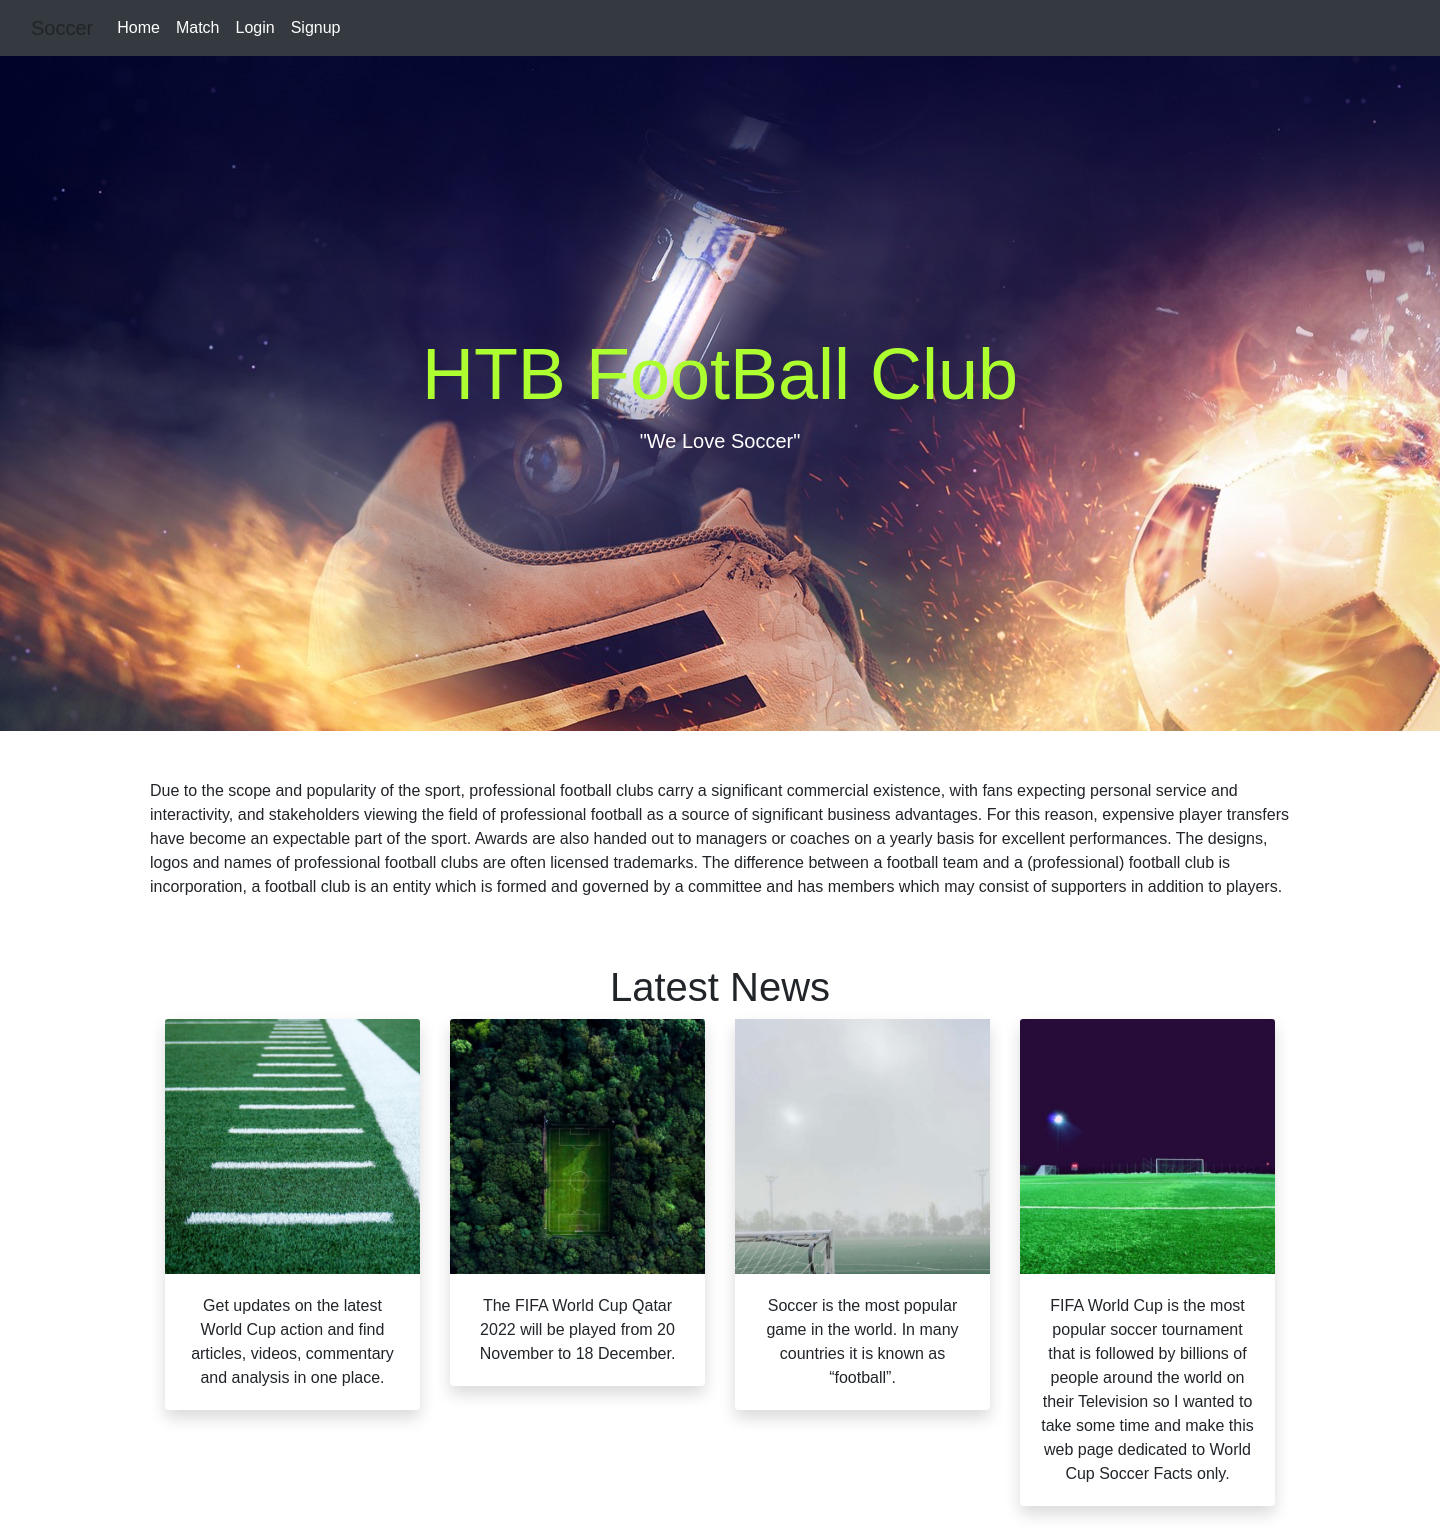 Soccer Home Match Login Signup
HTB FootBall Club
"We Love Soccer"
Due to the scope and popularity of the sport, professional football clubs carry a significant commercial existence, with fans expecting personal service and
interactivity, and stakeholders viewing the field of professional football as a source of significant business advantages. For this reason, expensive player transfers
have become an expectable part of the sport. Awards are also handed out to managers or coaches on a yearly basis for excellent performances. The designs,
logos and names of professional football clubs are often licensed trademarks. The difference between a football team and a (professional) football club is
incorporation, a football club is an entity which is formed and governed by a committee and has members which may consist of supporters in addition to players.
Latest News
Get updates on the latest
World Cup action and find
articles, videos, commentary
and analysis in one place.
The FIFA World Cup Qatar
2022 will be played from 20
November to 18 December.
Soccer is the most popular
game in the world. In many
countries it is known as
“football”.
FIFA World Cup is the most
popular soccer tournament
that is followed by billions of
people around the world on
their Television so I wanted to
take some time and make this
web page dedicated to World
Cup Soccer Facts only.